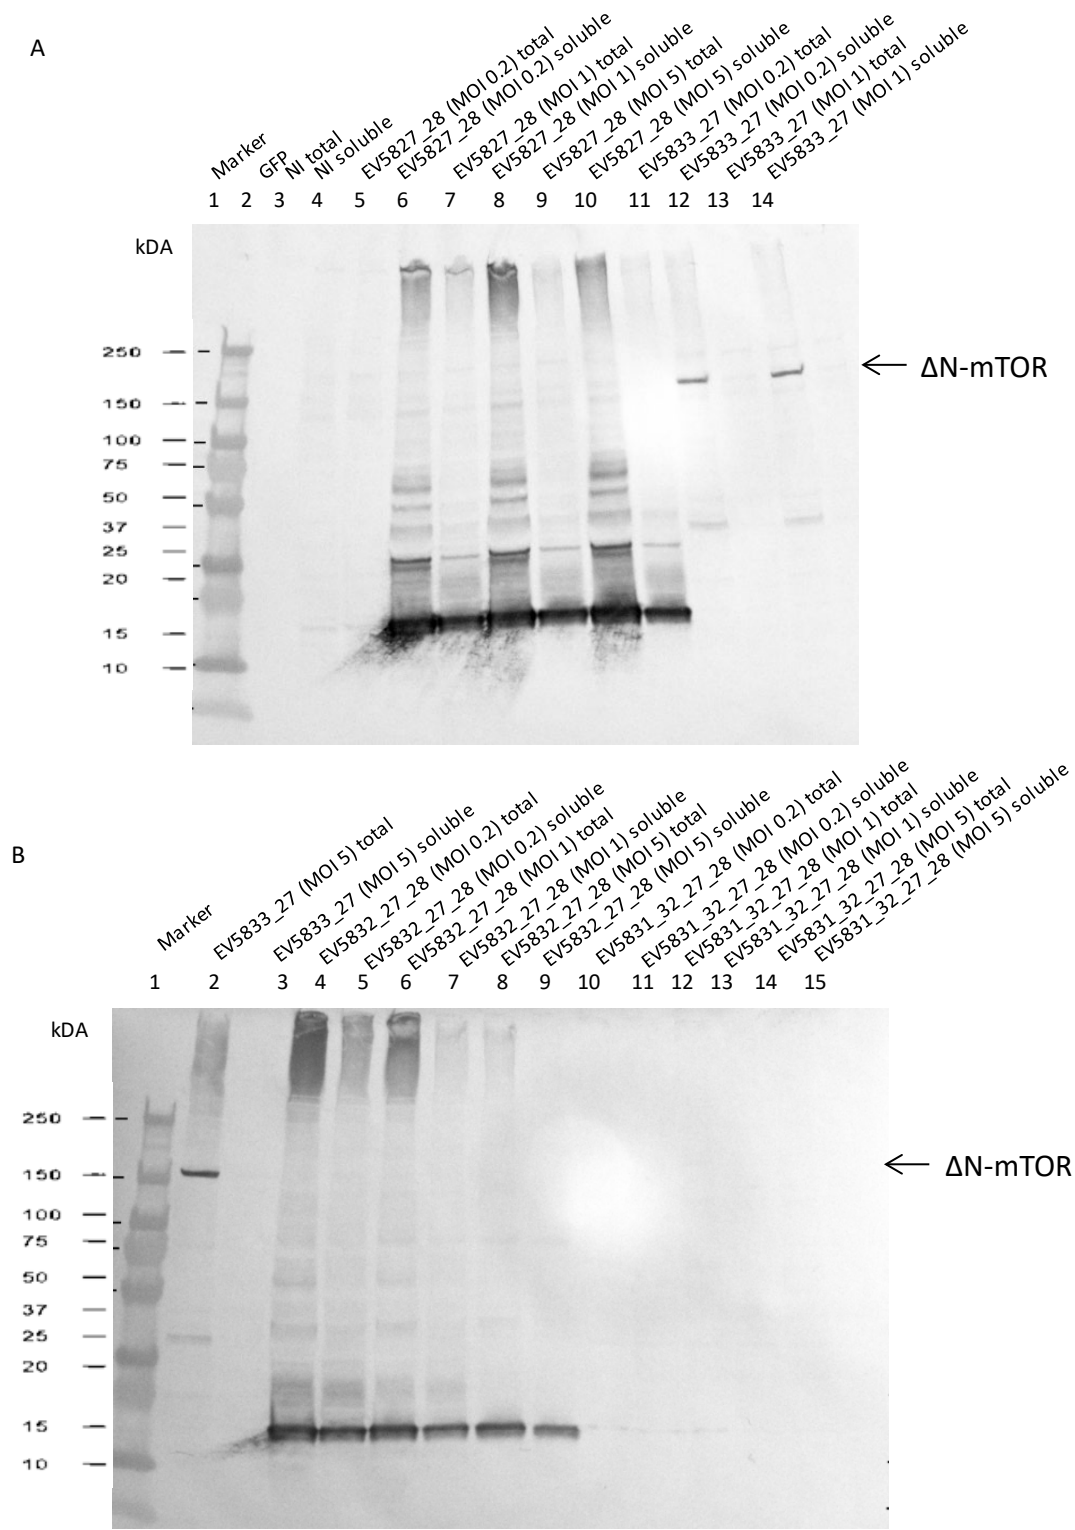 A
Marker
GFP
NI total
NI soluble
EV5827_28 (MOI 0.2) total
EV5827_28 (MOI 0.2) soluble
EV5827_28 (MOI 1) total
EV5827_28 (MOI 1) soluble
EV5827_28 (MOI 5) total
EV5827_28 (MOI 5) soluble
EV5833_27 (MOI 0.2) total
EV5833_27 (MOI 0.2) soluble
EV5833_27 (MOI 1) total
EV5833_27 (MOI 1) soluble
1 2 3 4 5 6 7 8 9 10 11 12 13 14
kDA
250
150
100
75
50
37
25
20
15
10
ΔN-mTOR
B
Marker
EV5833_27 (MOI 5) total
EV5833_27 (MOI 5) soluble
EV5832_27_28 (MOI 0.2) total
EV5832_27_28 (MOI 0.2) soluble
EV5832_27_28 (MOI 1) total
EV5832_27_28 (MOI 1) soluble
EV5832_27_28 (MOI 5) total
EV5832_27_28 (MOI 5) soluble
EV5831_32_27_28 (MOI 0.2) total
EV5831_32_27_28 (MOI 0.2) soluble
EV5831_32_27_28 (MOI 1) total
EV5831_32_27_28 (MOI 1) soluble
EV5831_32_27_28 (MOI 5) total
EV5831_32_27_28 (MOI 5) soluble
1 2 3 4 5 6 7 8 9 10 11 12 13 14 15
kDA
250
150
100
75
50
37
25
20
15
10
ΔN-mTOR